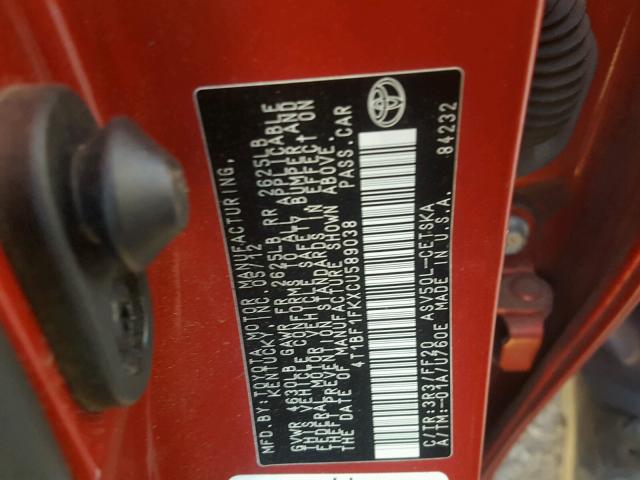 MFD.BY:TOYOTA MOTOR MANUFACTURING,
KENTUCKY, INC. 05/12
GVWR 4630LB GAWR FR 2625LB RR 2625LB
THIS VEHICLE CONFORMS TO ALL APPLICABLE
FEDERAL MOTOR VEHICLE SAFETY, BUMPER AND
THEFT PREVENTION STANDARDS IN EFFECT ON
THE DATE OF MANUFACTURE SHOWN ABOVE.
4T1BF1FKXCU589038 PASS.CAR
C/TR:3R3/FF20 ASV50L-CETSKA
A/TM:-01A/U760E MADE IN U.S.A. 84232